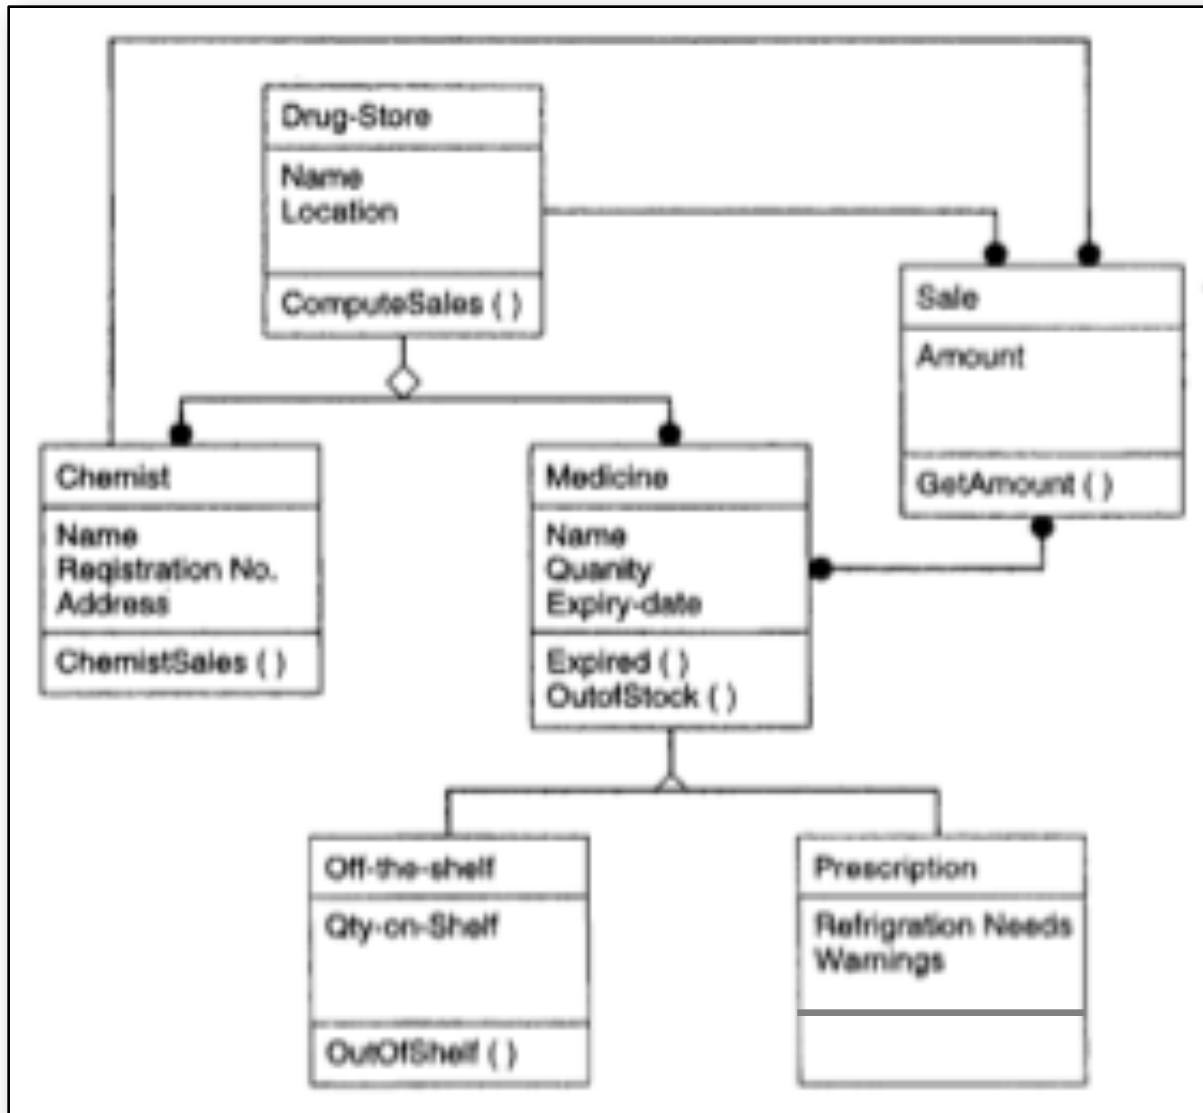 Drug-Store
Name
Location
ComputeSales ( )
Sale
Amount
GetAmount ( )
Chemist
Name
Registration No.
Address
ChemistSales ( )
Medicine
Name
Quanity
Expiry-date
Expired ( )
OutofStock ( )
Off-the-shelf
Qty-on-Shelf
OutOfShelf ( )
Prescription
Refrigration Needs
Warnings